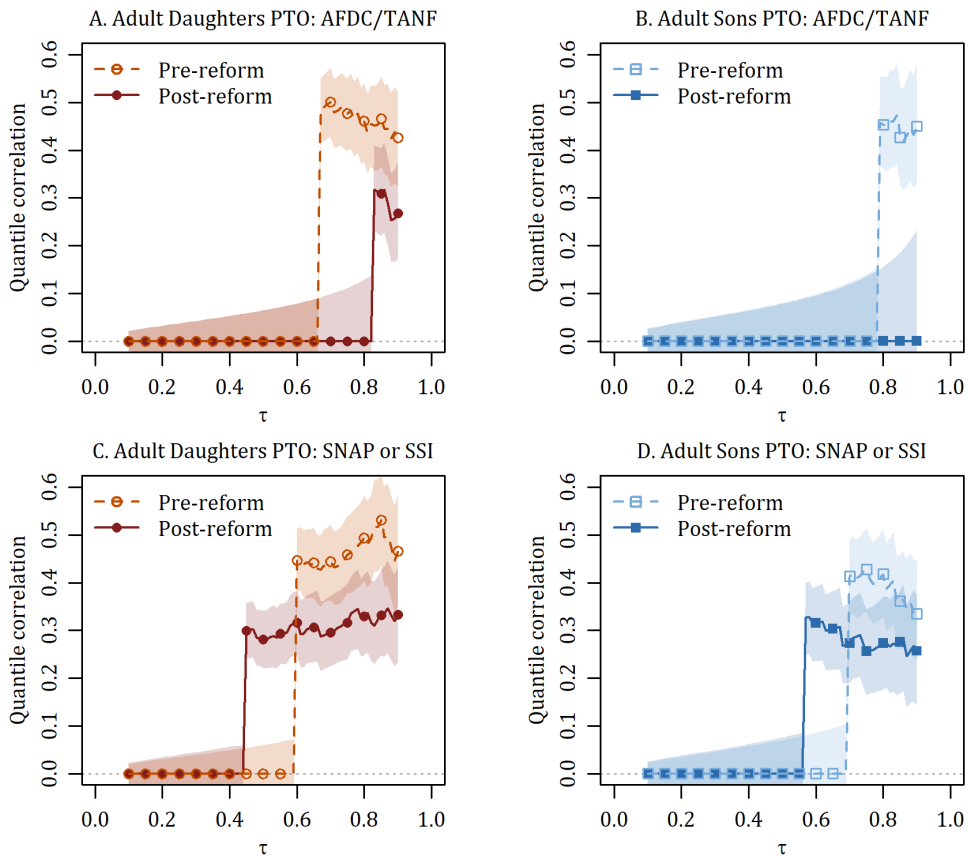 A. Adult Daughters PTO: AFDC/TANF
Quantile correlation
0.6
0.5
0.4
0.3
0.2
0.1
0.0
Pre-reform
Post-reform
0.0 0.2 0.4 0.6 0.8 1.0
τ
B. Adult Sons PTO: AFDC/TANF
Quantile correlation
0.6
0.5
0.4
0.3
0.2
0.1
0.0
Pre-reform
Post-reform
0.0 0.2 0.4 0.6 0.8 1.0
τ
C. Adult Daughters PTO: SNAP or SSI
Quantile correlation
0.6
0.5
0.4
0.3
0.2
0.1
0.0
Pre-reform
Post-reform
0.0 0.2 0.4 0.6 0.8 1.0
τ
D. Adult Sons PTO: SNAP or SSI
Quantile correlation
0.6
0.5
0.4
0.3
0.2
0.1
0.0
Pre-reform
Post-reform
0.0 0.2 0.4 0.6 0.8 1.0
τ